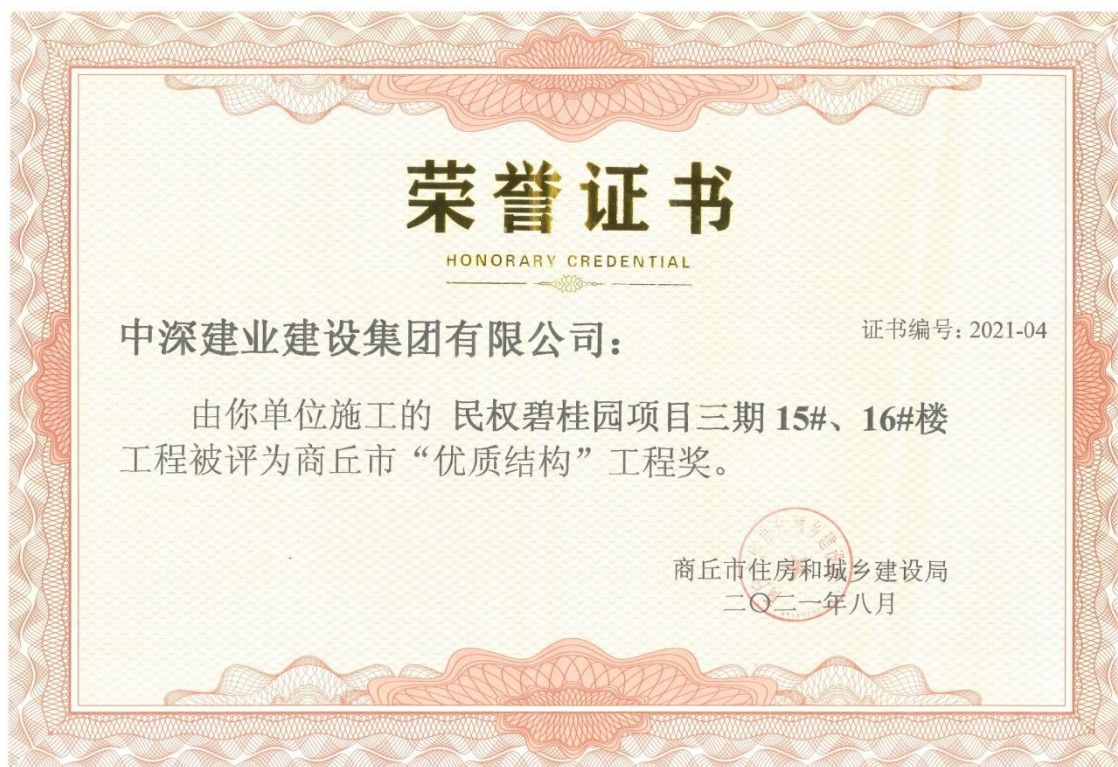 荣誉证书
HONORARY CREDENTIAL
中深建业建设集团有限公司：
证书编号: 2021-04
由你单位施工的 民权碧桂园项目三期 15#、16#楼
工程被评为商丘市“优质结构”工程奖。
商丘市住房和城乡建设局
二〇二一年八月